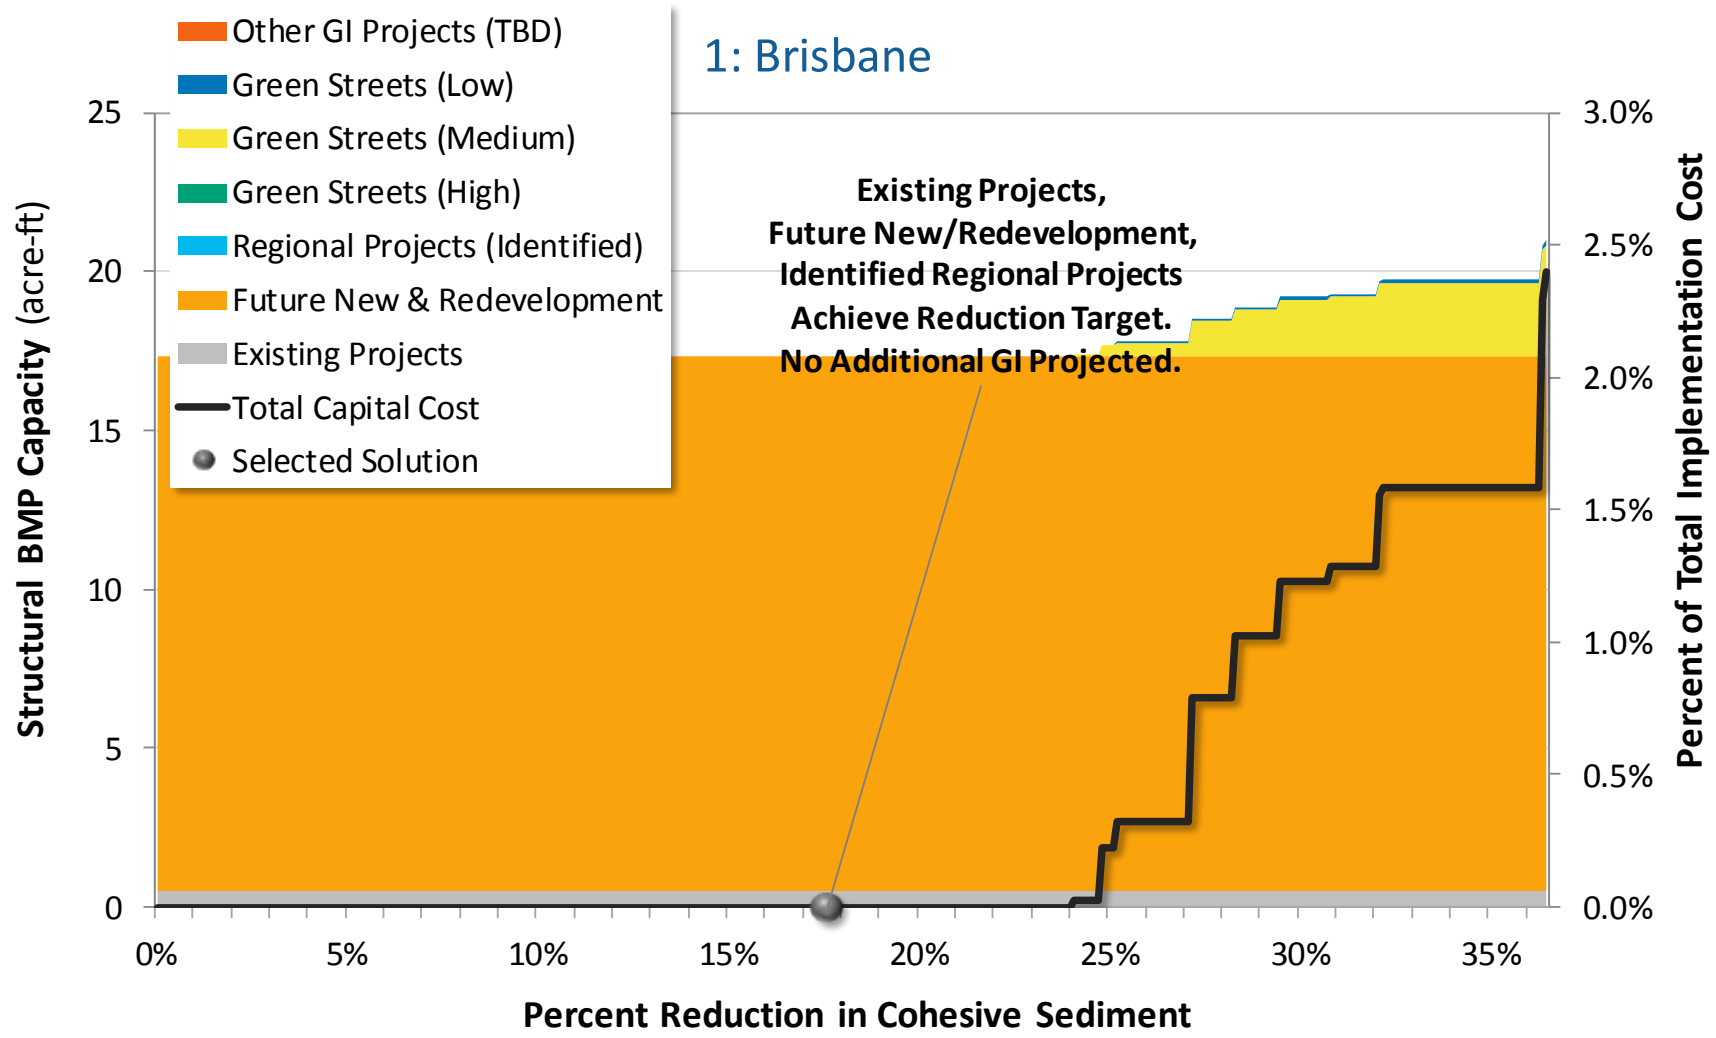 Other GI Projects (TBD)
Green Streets (Low)
Green Streets (Medium)
Green Streets (High)
Regional Projects (Identified)
Future New & Redevelopment
Existing Projects
Total Capital Cost
Selected Solution
1: Brisbane
Existing Projects,
Future New/Redevelopment,
Identified Regional Projects
Achieve Reduction Target.
No Additional GI Projected.
Structural BMP Capacity (acre-ft)
25
20
15
10
5
0
3.0%
2.5%
2.0%
1.5%
1.0%
0.5%
0.0%
Percent of Total Implementation Cost
0% 5% 10% 15% 20% 25% 30% 35%
Percent Reduction in Cohesive Sediment